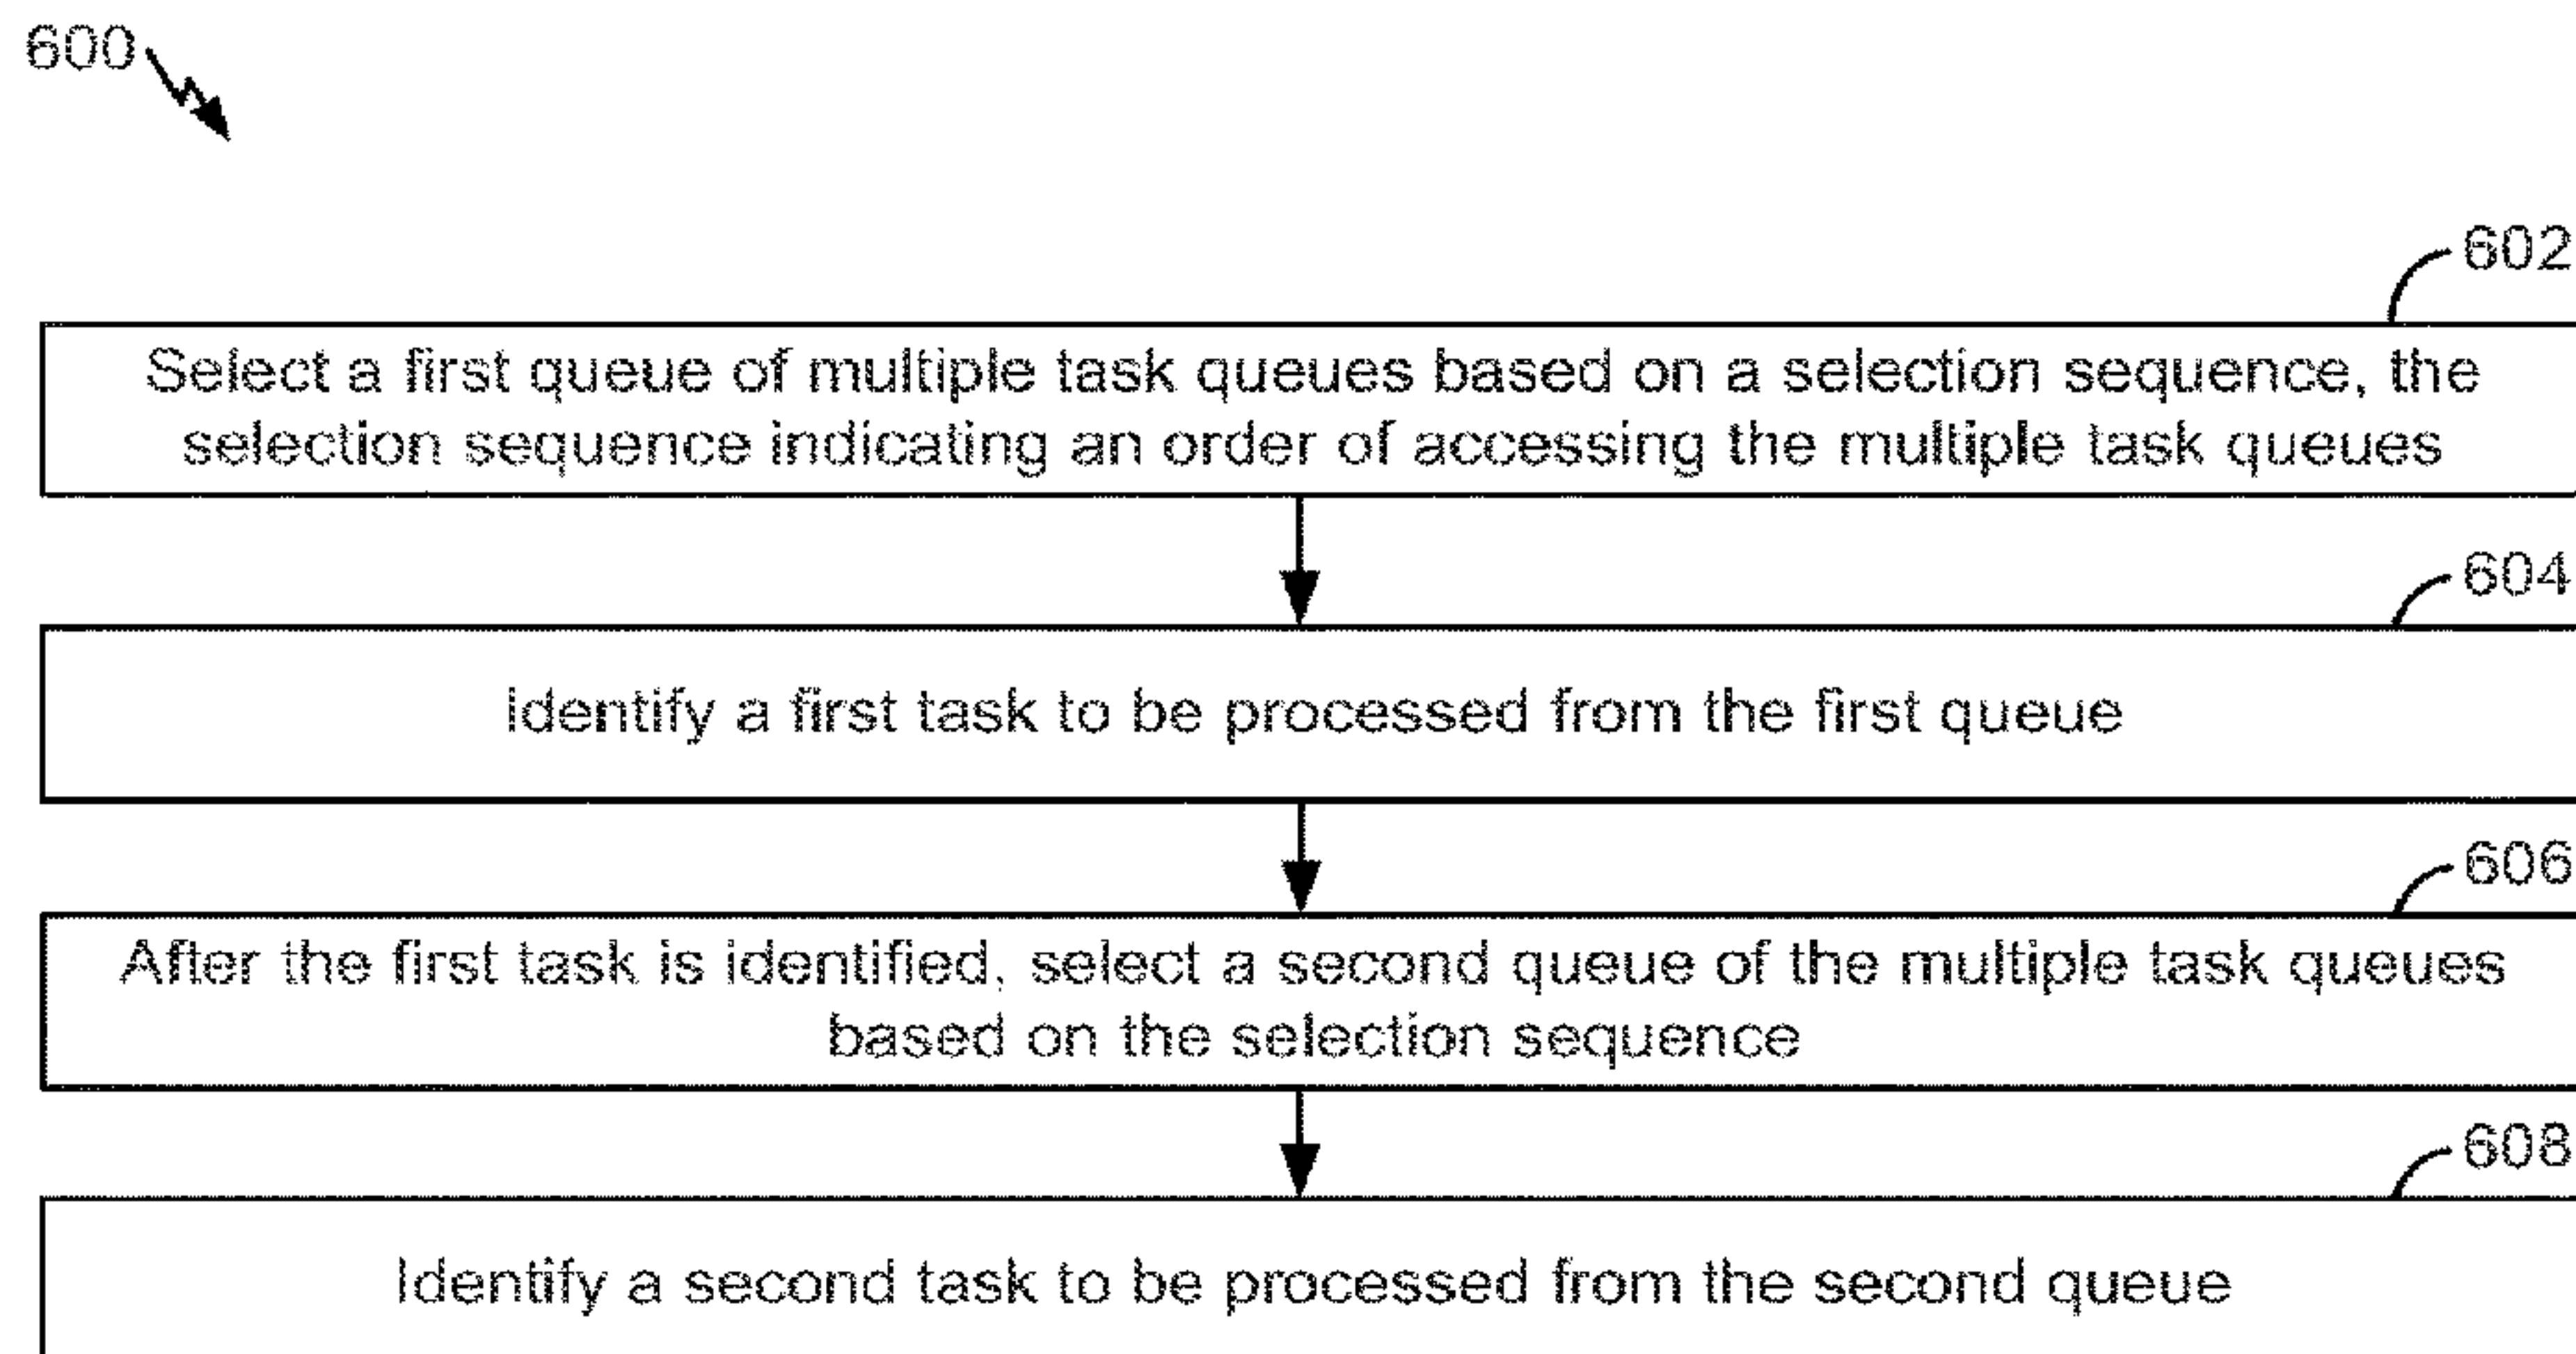 600
602
Select a first queue of multiple task queues based on a selection sequence, the
selection sequence indicating an order of accessing the multiple task queues
604
Identify a first task to be processed from the first queue
606
After the first task is identified, select a second queue of the multiple task queues
based on the selection sequence
608
Identify a second task to be processed from the second queue